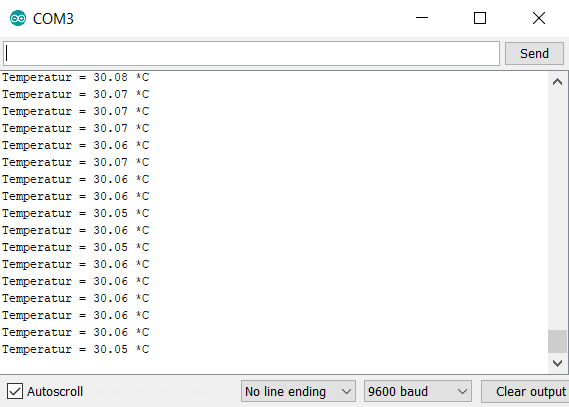 COM3
Send
Temperatur = 30.08 *C
Temperatur = 30.07 *C
Temperatur = 30.07 *C
Temperatur = 30.07 *C
Temperatur = 30.06 *C
Temperatur = 30.07 *C
Temperatur = 30.06 *C
Temperatur = 30.06 *C
Temperatur = 30.05 *C
Temperatur = 30.06 *C
Temperatur = 30.05 *C
Temperatur = 30.06 *C
Temperatur = 30.06 *C
Temperatur = 30.06 *C
Temperatur = 30.06 *C
Temperatur = 30.06 *C
Temperatur = 30.05 *C
Autoscroll No line ending 9600 baud Clear output